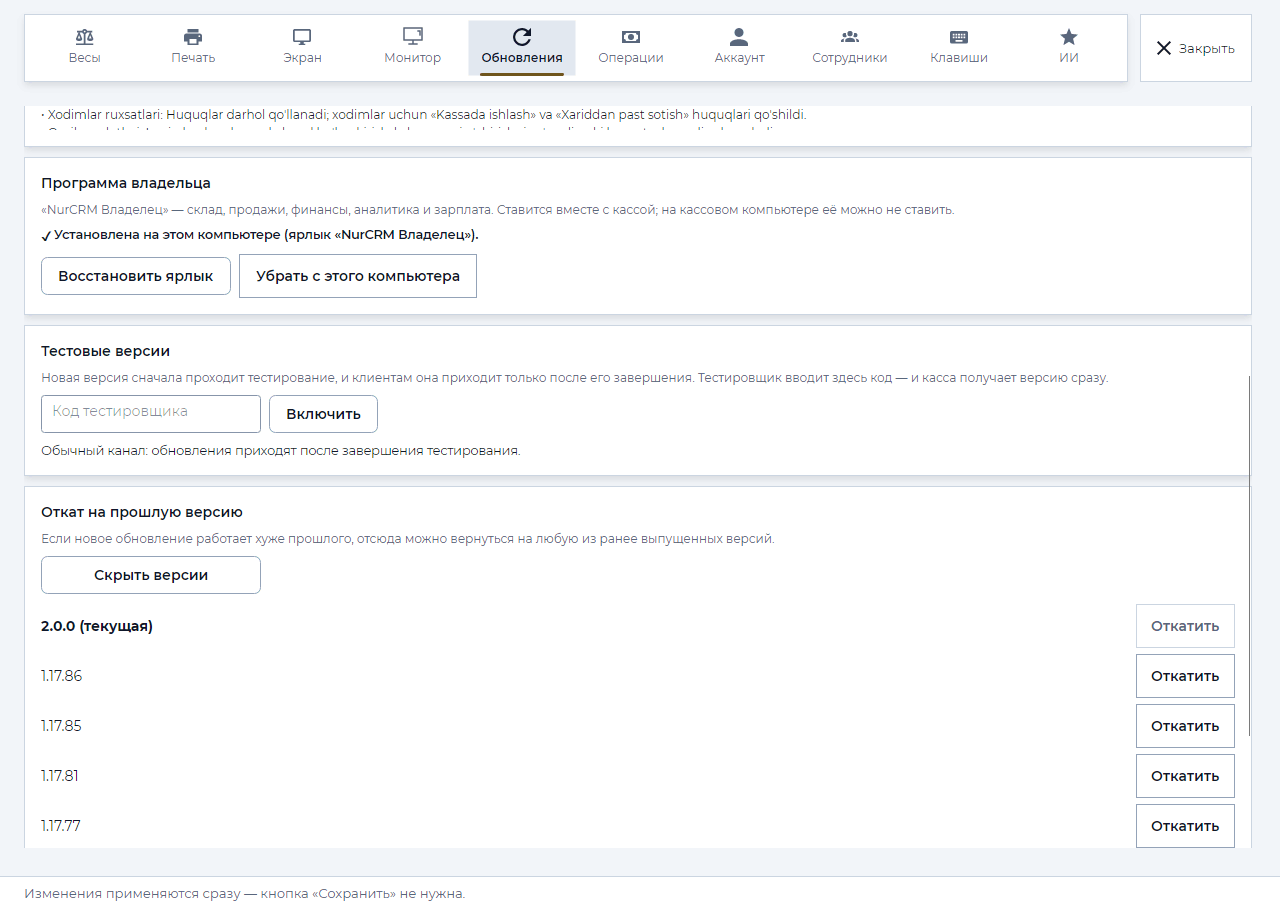 Весы
Печать
Экран
Монитор
Обновления
Операции
Аккаунт
Сотрудники
Клавиши
ИИ
Закрыть
• Xodimlar ruxsatlari: Huquqlar darhol qo'llanadi; xodimlar uchun «Kassada ishlash» va «Xariddan past sotish» huquqlari qo'shildi.
Программа владельца
«NurCRM Владелец» — склад, продажи, финансы, аналитика и зарплата. Ставится вместе с кассой; на кассовом компьютере её можно не ставить.
✓ Установлена на этом компьютере (ярлык «NurCRM Владелец»).
Восстановить ярлык
Убрать с этого компьютера
Тестовые версии
Новая версия сначала проходит тестирование, и клиентам она приходит только после его завершения. Тестировщик вводит здесь код — и касса получает версию сразу.
Код тестировщика
Включить
Обычный канал: обновления приходят после завершения тестирования.
Откат на прошлую версию
Если новое обновление работает хуже прошлого, отсюда можно вернуться на любую из ранее выпущенных версий.
Скрыть версии
2.0.0 (текущая)
Откатить
1.17.86
Откатить
1.17.85
Откатить
1.17.81
Откатить
1.17.77
Откатить
Изменения применяются сразу — кнопка «Сохранить» не нужна.